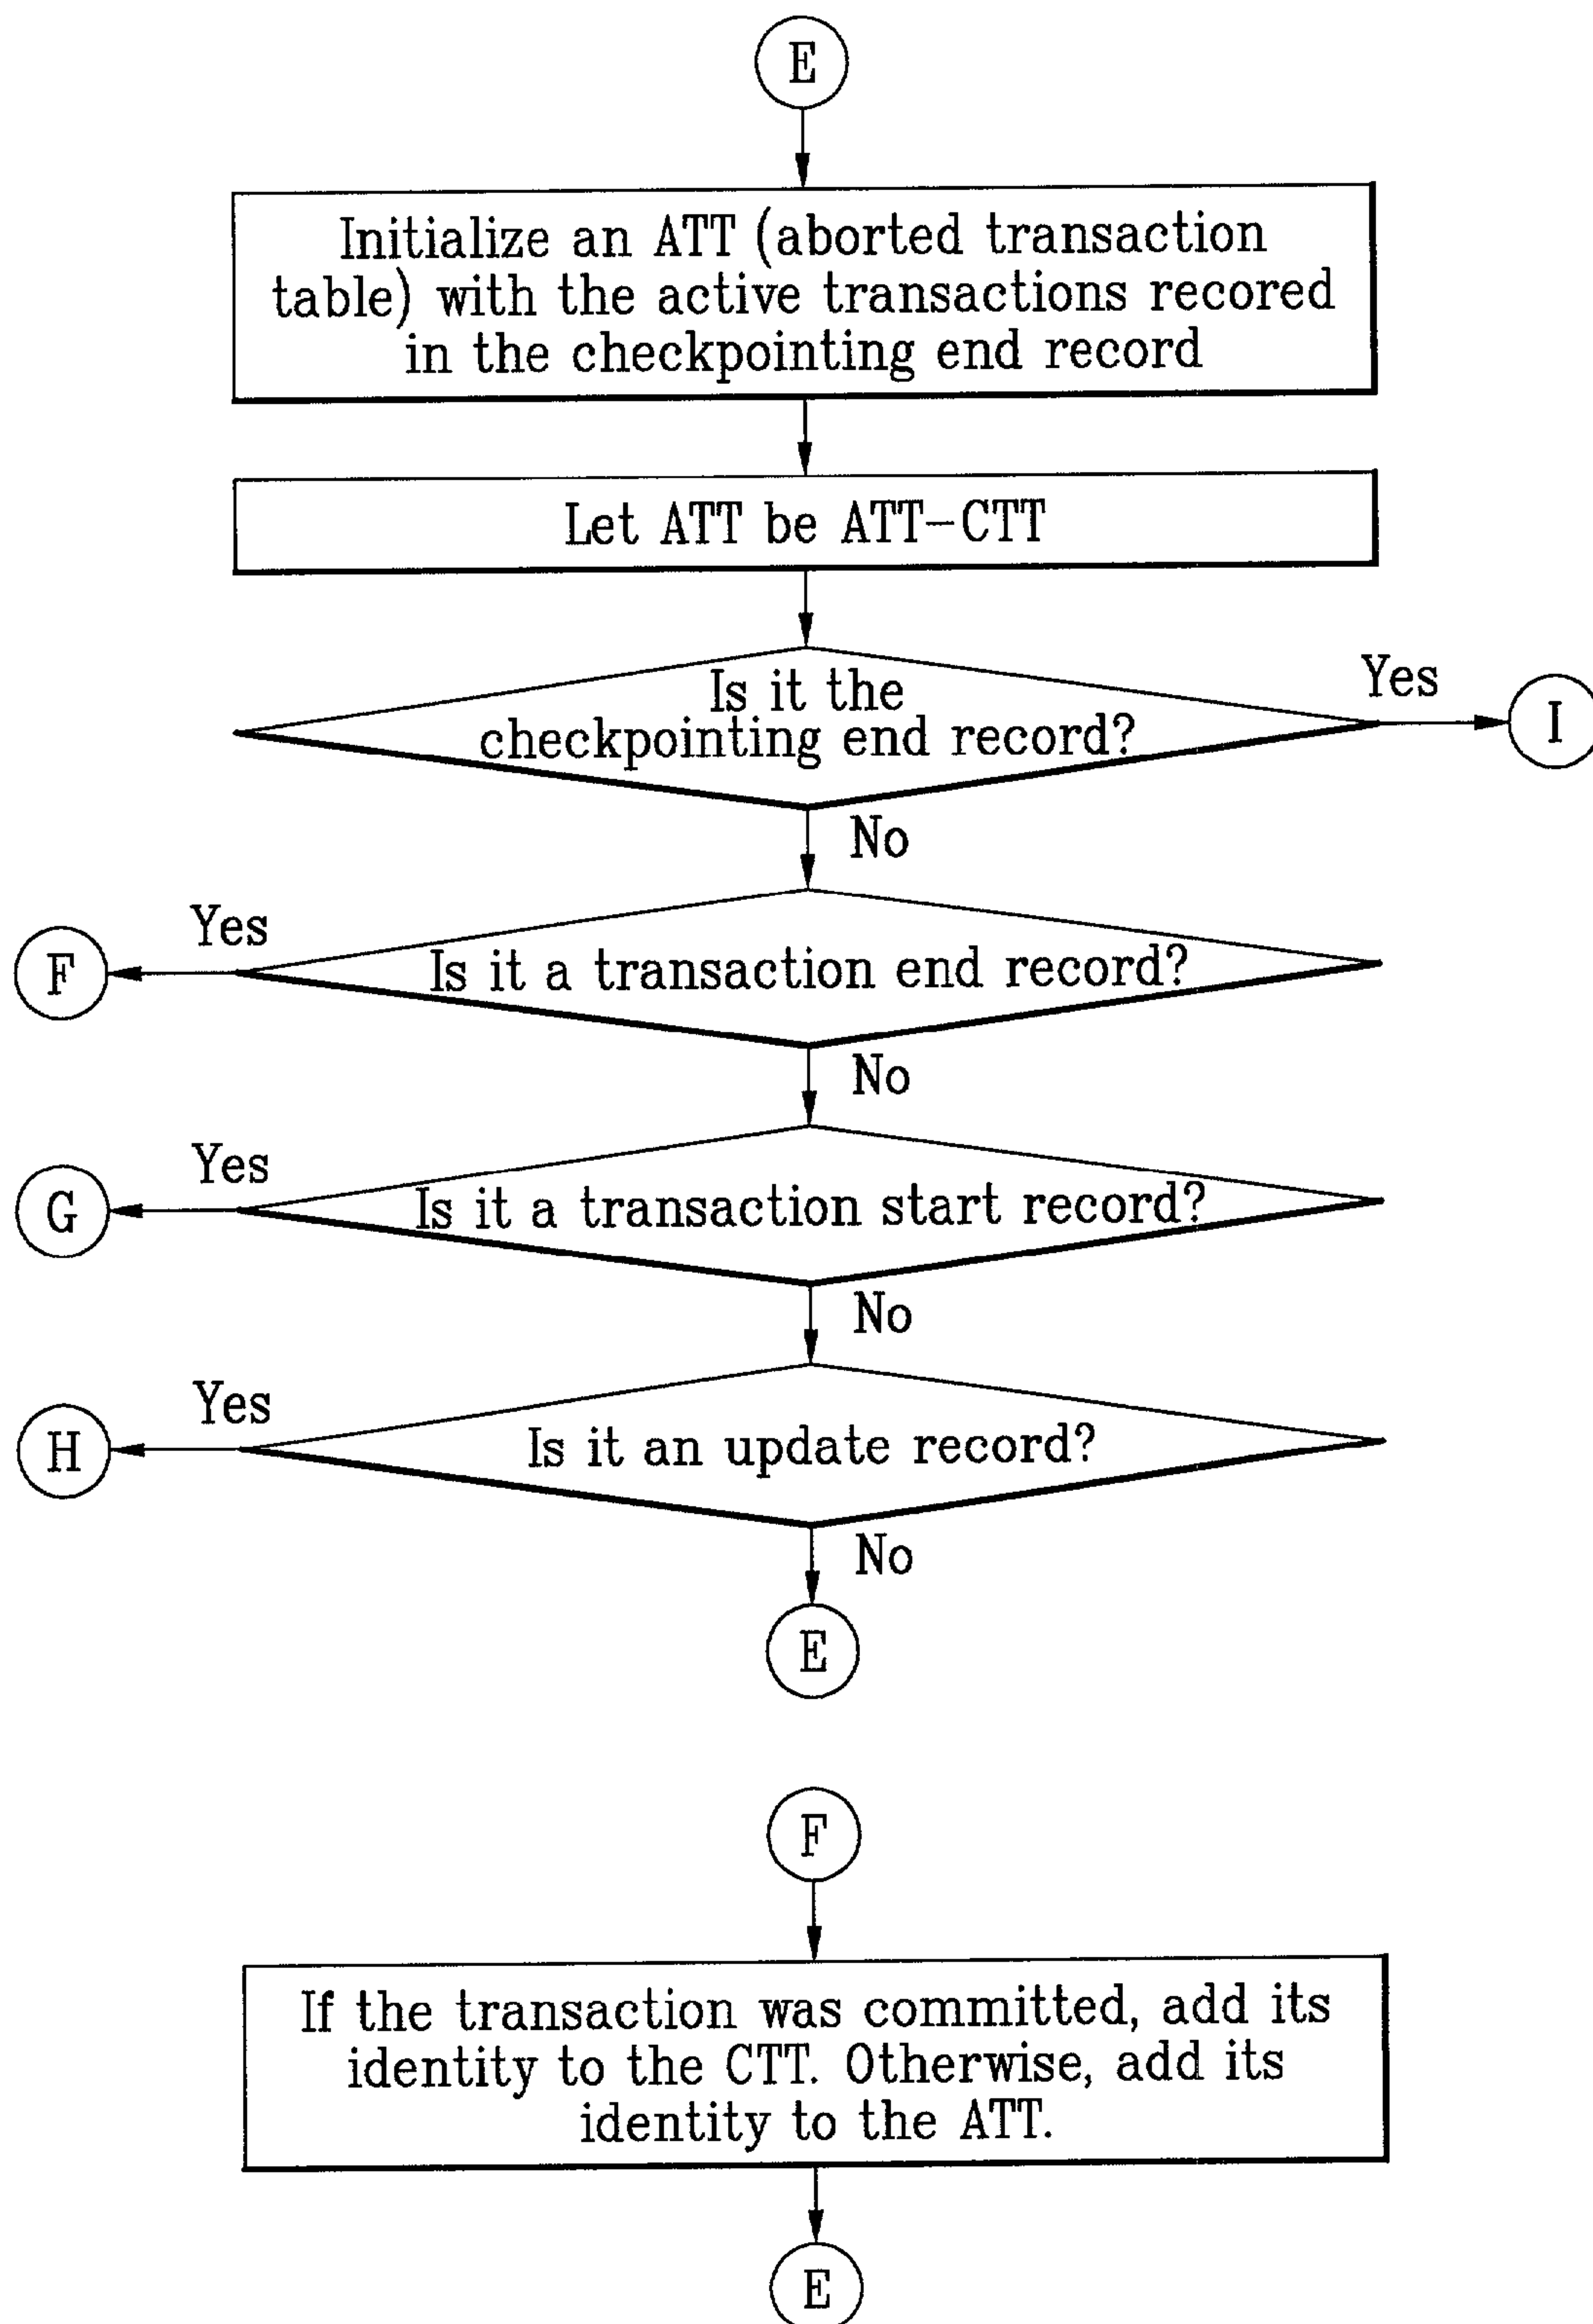 E
Initialize an ATT (aborted transaction
table) with the active transactions recored
in the checkpointing end record
Let ATT be ATT-CTT
Is it the
checkpointing end record?
Yes
I
No
Yes
F
Is it a transaction end record?
No
Yes
G
Is it a transaction start record?
No
Yes
H
Is it an update record?
No
E
F
If the transaction was committed, add its
identity to the CTT. Otherwise, add its
identity to the ATT.
E